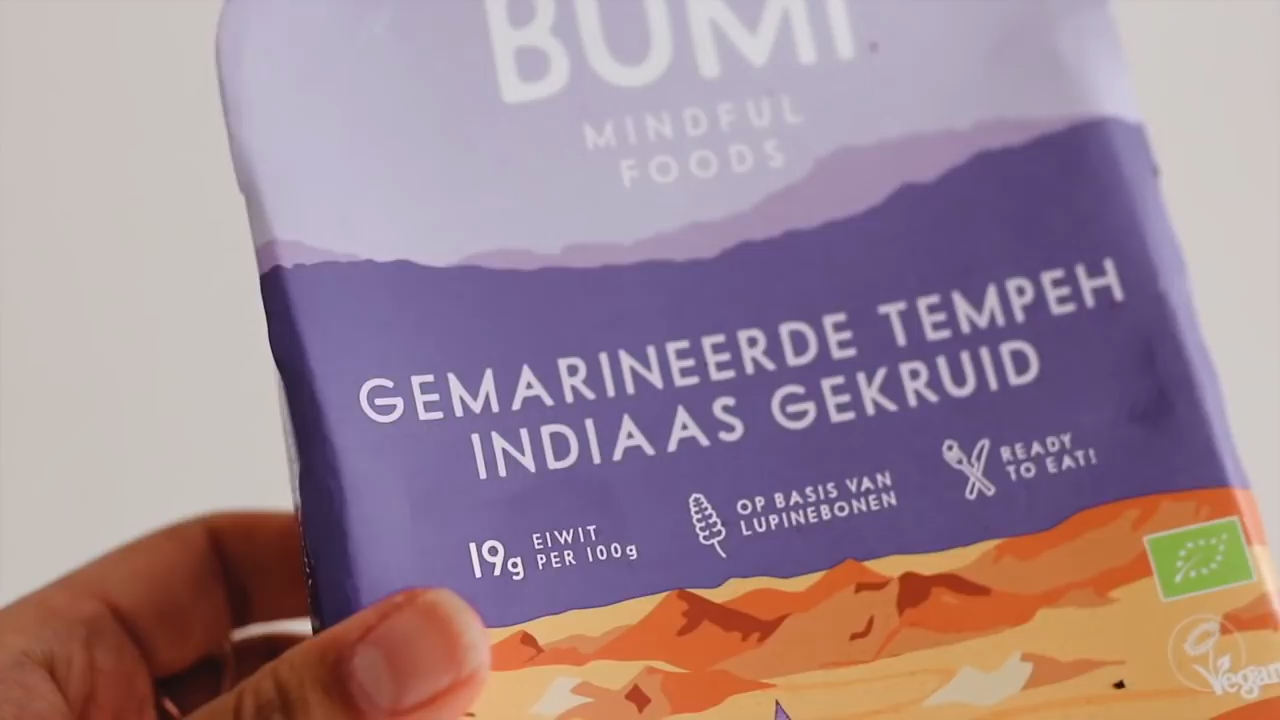 BUMI
MINDFUL
FOODS
GEMARINEERDE TEMPEH
INDIAAS GEKRUID
19g EIWIT
PER 100g
OP BASIS VAN
LUPINEBONEN
READY
TO EAT!
Vegan